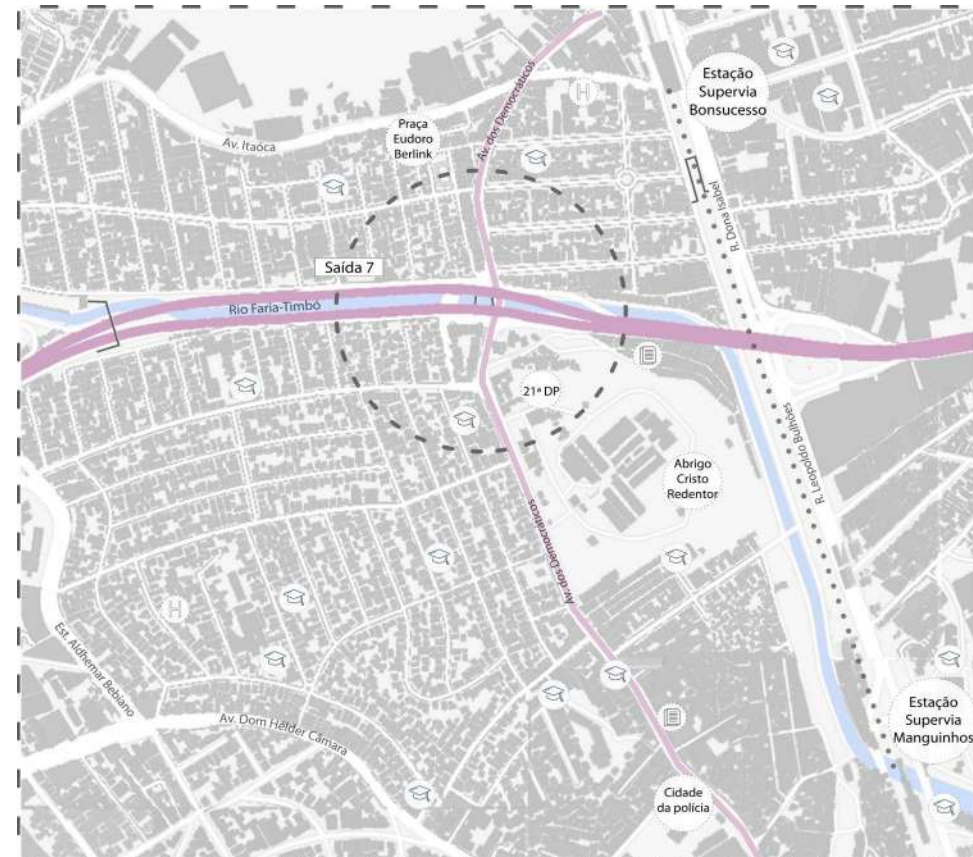 Estação
Supervia
Bonsucesso
H
Praça
Eudoro
Berlink
Av. Itaóca
Av. dos Democráticos
R. Dona Isabel
Saída 7
Rio Faria-Timbó
21ª DP
Abrigo
Cristo
Redentor
R. Leopoldo Bulhões
Av. dos Democráticos
H
Est. Aldhemar Bebiano
Av. Dom Hélder Câmara
Estação
Supervia
Manguinhos
Cidade
da polícia